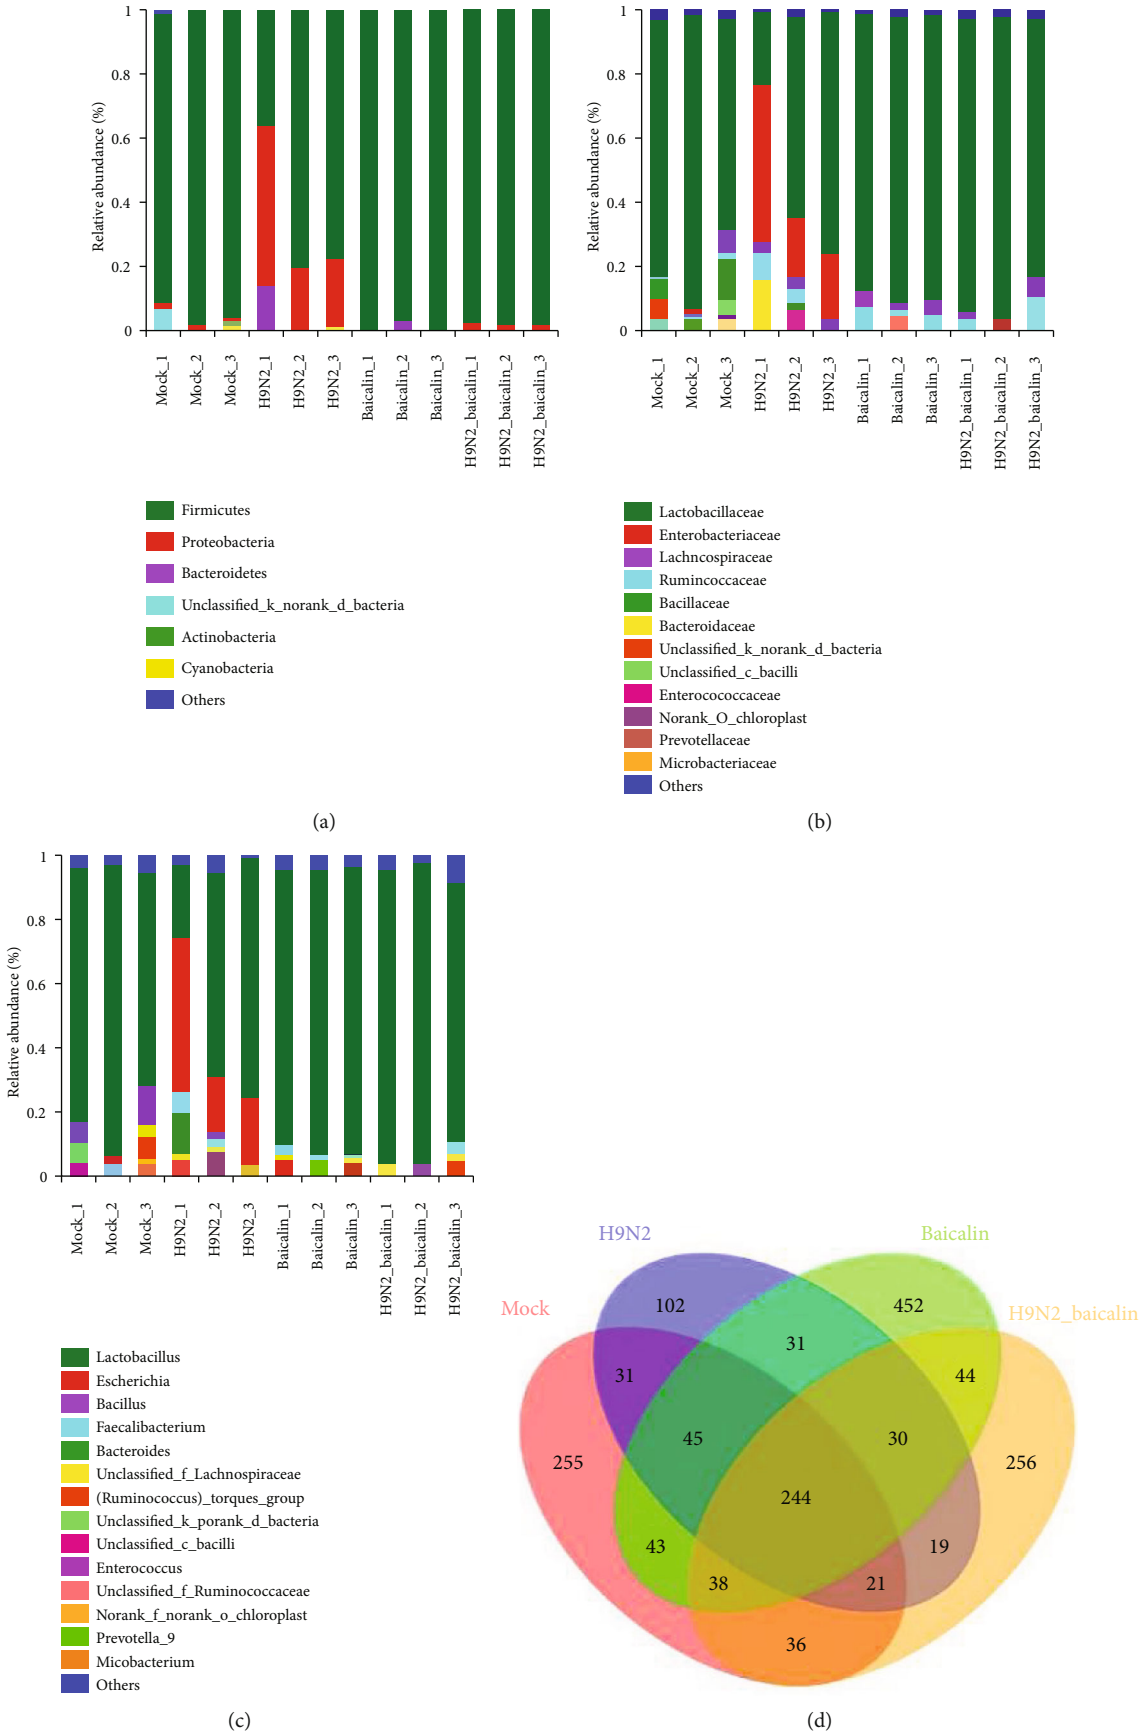 1
0.8
0.6
0.4
0.2
0
Relative abundance (%)
Mock_1
Mock_2
Mock_3
H9N2_1
H9N2_2
H9N2_3
Baicalin_1
Baicalin_2
Baicalin_3
H9N2_baicalin_1
H9N2_baicalin_2
H9N2_baicalin_3
Firmicutes
Proteobacteria
Bacteroidetes
Unclassified_k_norank_d_bacteria
Actinobacteria
Cyanobacteria
Others
(a)
1
0.8
0.6
0.4
0.2
0
Relative abundance (%)
Mock_1
Mock_2
Mock_3
H9N2_1
H9N2_2
H9N2_3
Baicalin_1
Baicalin_2
Baicalin_3
H9N2_baicalin_1
H9N2_baicalin_2
H9N2_baicalin_3
Lactobacillaceae
Enterobacteriaceae
Lachncospiraceae
Rumincoccaceae
Bacillaceae
Bacteroidaceae
Unclassified_k_norank_d_bacteria
Unclassified_c_bacilli
Enterocococcaceae
Norank_O_chloroplast
Prevotellaceae
Microbacteriaceae
Others
(b)
1
0.8
0.6
0.4
0.2
0
Relative abundance (%)
Mock_1
Mock_2
Mock_3
H9N2_1
H9N2_2
H9N2_3
Baicalin_1
Baicalin_2
Baicalin_3
H9N2_baicalin_1
H9N2_baicalin_2
H9N2_baicalin_3
Lactobacillus
Escherichia
Bacillus
Faecalibacterium
Bacteroides
Unclassified_f_Lachnospiraceae
(Ruminococcus)_torques_group
Unclassified_k_porank_d_bacteria
Unclassified_c_bacilli
Enterococcus
Unclassified_f_Ruminococcaceae
Norank_f_norank_o_chloroplast
Prevotella_9
Micobacterium
Others
(c)
H9N2
Baicalin
Mock
H9N2_baicalin
102
452
31
31
44
45
30
255
256
244
43
19
38
21
36
(d)